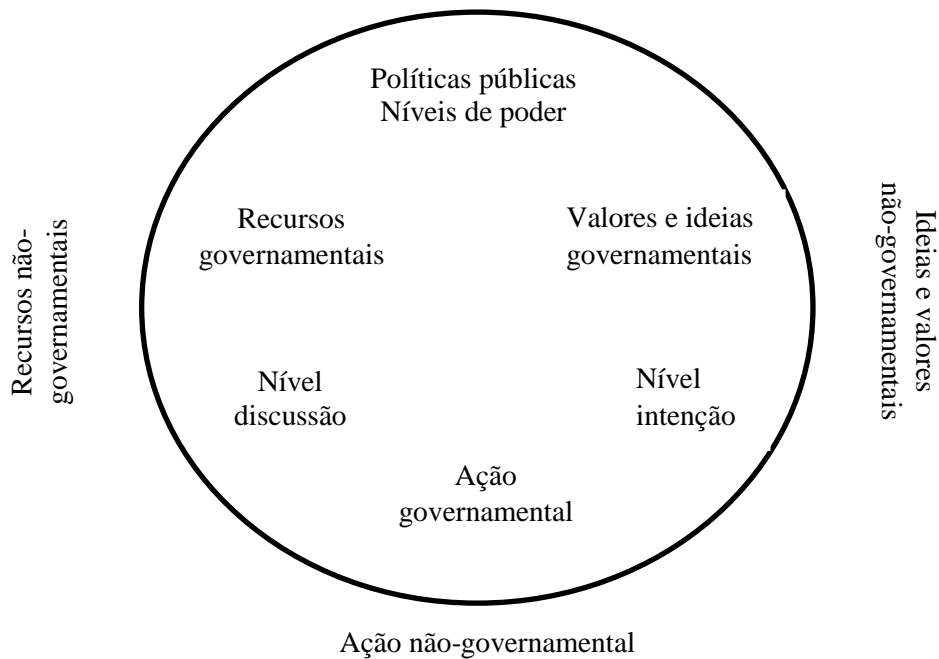 Políticas públicas
Níveis de poder
Recursos
governamentais
Valores e ideias
governamentais
Recursos não-
governamentais
Ideias e valores
não-governamentais
Nível
discussão
Nível
intenção
Ação
governamental
Ação não-governamental